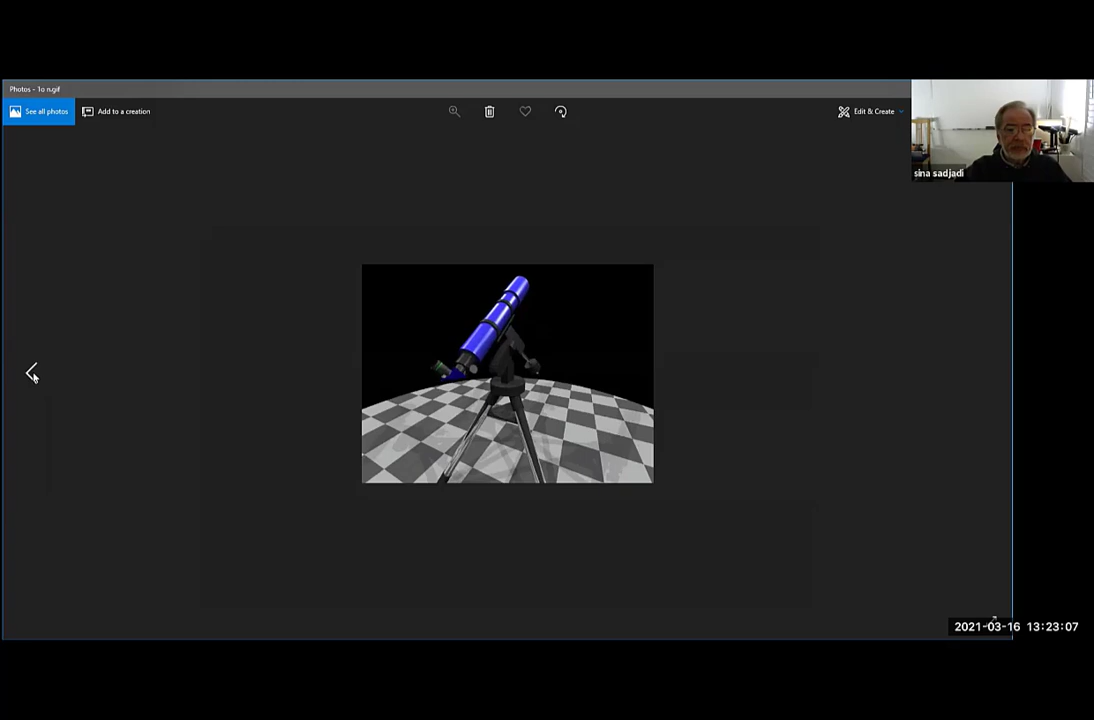 Photos - 1o n.gif
See all photos
Add to a creation
Edit & Create
sina sadjadi
2021-03-16 13:23:07